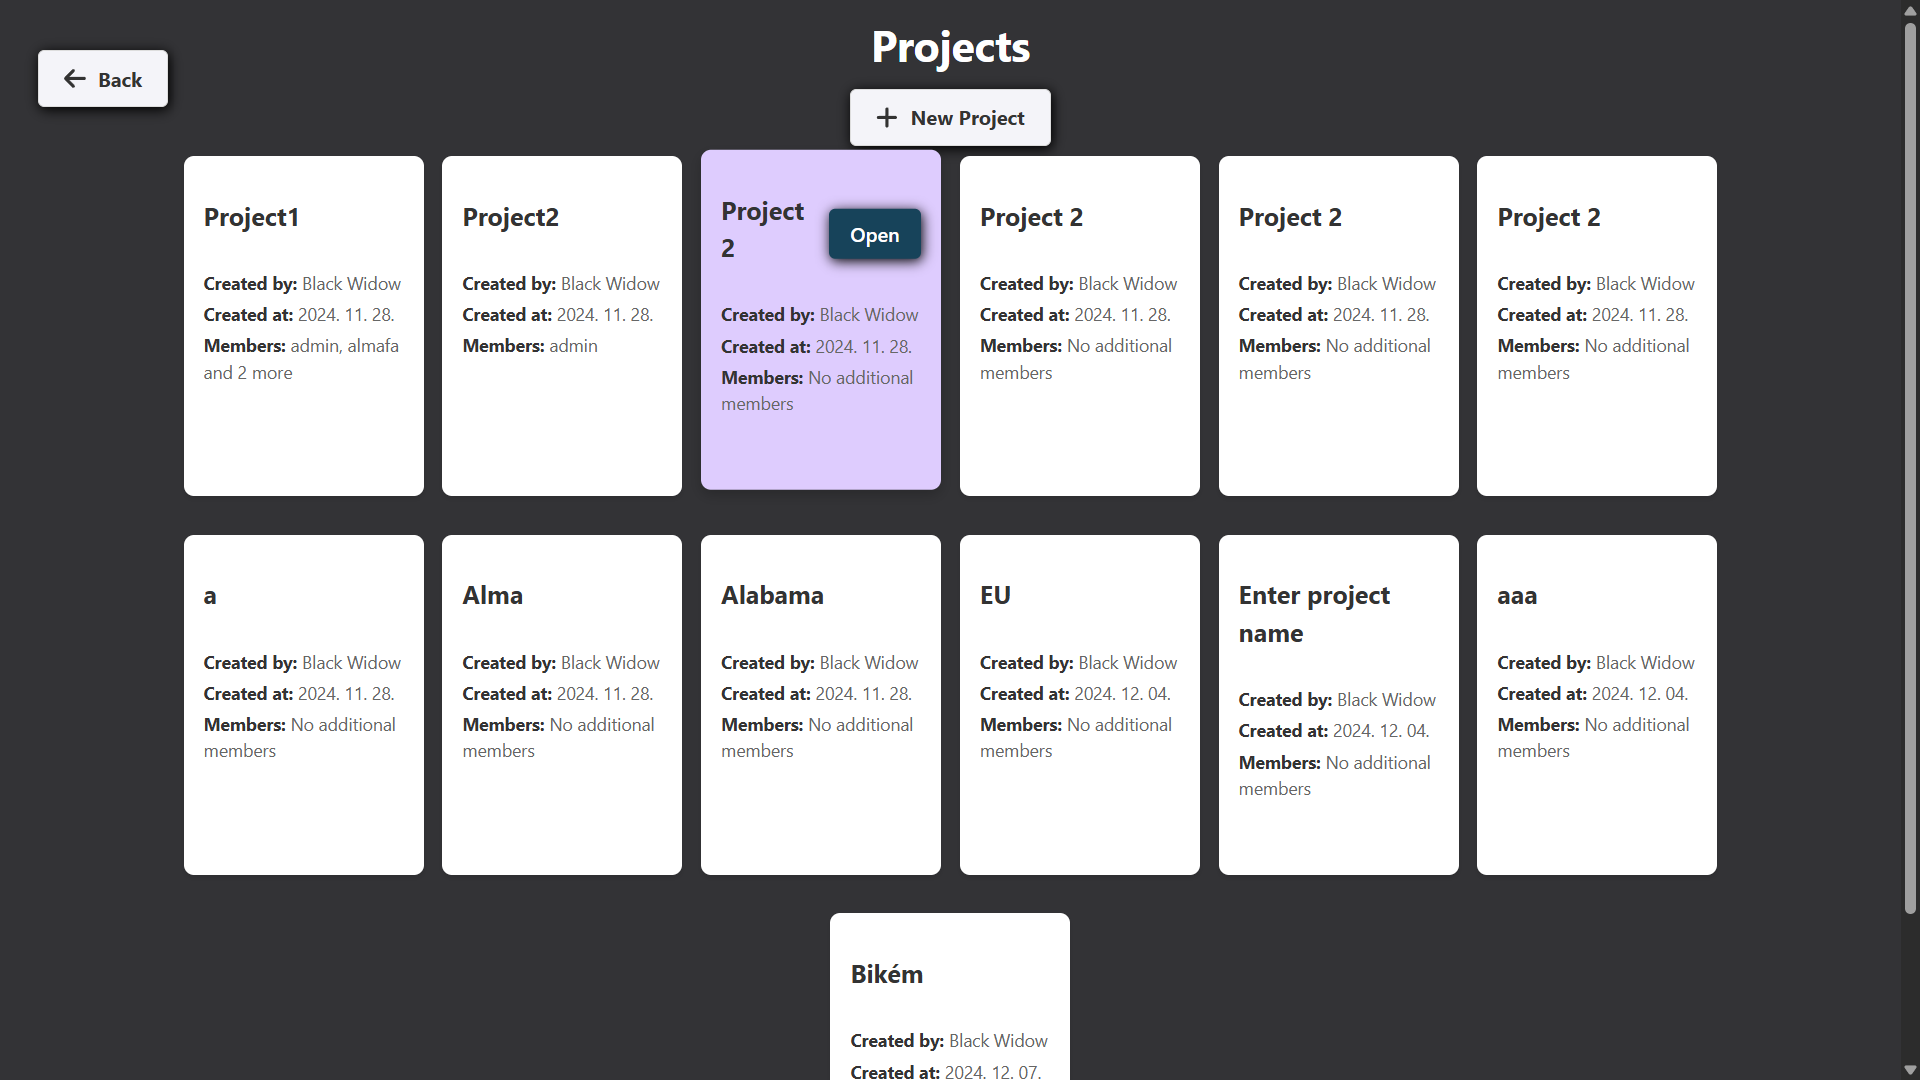 Projects
Back
New Project
Project1
Created by: Black Widow
Created at: 2024. 11. 28.
Members: admin, almafa
and 2 more
Project2
Created by: Black Widow
Created at: 2024. 11. 28.
Members: admin
Project
2
Open
Created by: Black Widow
Created at: 2024. 11. 28.
Members: No additional
members
Project 2
Created by: Black Widow
Created at: 2024. 11. 28.
Members: No additional
members
Project 2
Created by: Black Widow
Created at: 2024. 11. 28.
Members: No additional
members
Project 2
Created by: Black Widow
Created at: 2024. 11. 28.
Members: No additional
members
a
Created by: Black Widow
Created at: 2024. 11. 28.
Members: No additional
members
Alma
Created by: Black Widow
Created at: 2024. 11. 28.
Members: No additional
members
Alabama
Created by: Black Widow
Created at: 2024. 11. 28.
Members: No additional
members
EU
Created by: Black Widow
Created at: 2024. 12. 04.
Members: No additional
members
Enter project
name
Created by: Black Widow
Created at: 2024. 12. 04.
Members: No additional
members
aaa
Created by: Black Widow
Created at: 2024. 12. 04.
Members: No additional
members
Bikém
Created by: Black Widow
Created at: 2024. 12. 07.